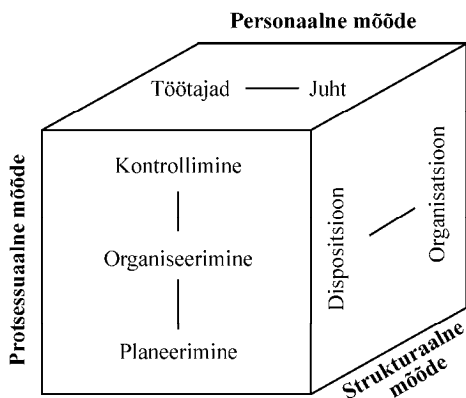 Personaalne mõõde
Töötajad
Juht
Protsessuaalne mõõde
Kontrollimine
Organiseerimine
Planeerimine
Dispositsioon
Organisatsioon
Strukturaalne
mõõde